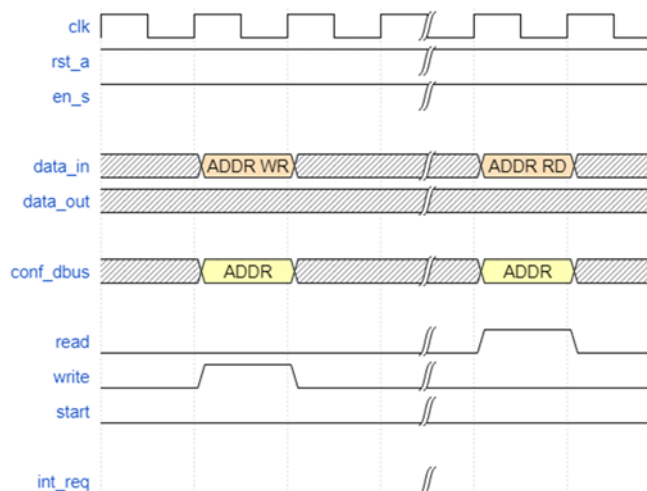 clk
rst_a
en_s
data_in ADDR WR ADDR RD
data_out
conf_dbus ADDR ADDR
read
write
start
int_req